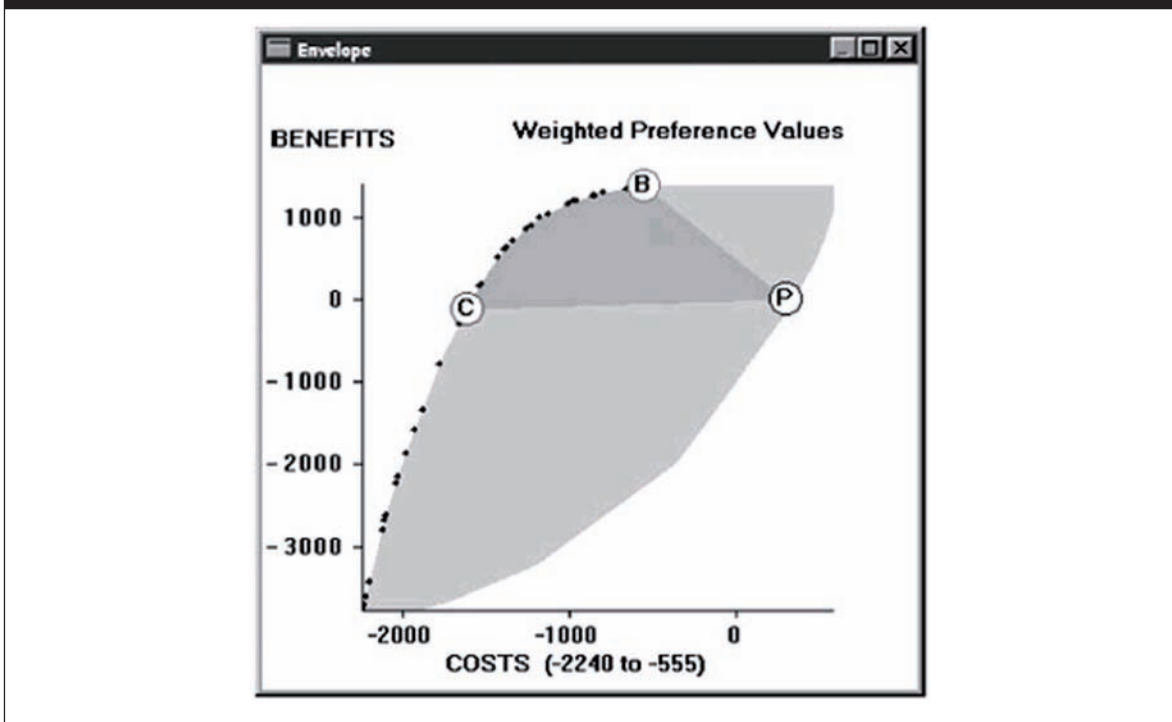 Envelope
BENEFITS
Weighted Preference Values
B
1000
0
P
C
-1000
-2000
-3000
-2000 -1000 0
COSTS (-2240 to -555)